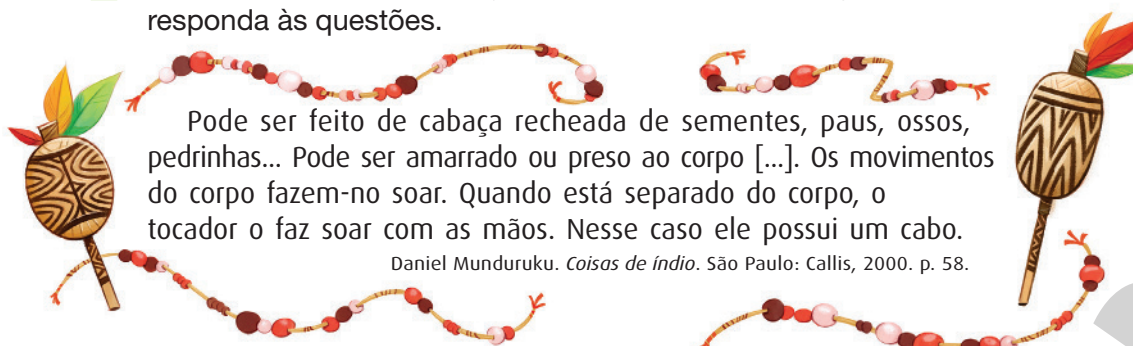 responda às questões.
Pode ser feito de cabaça recheada de sementes, paus, ossos,
pedrinhas... Pode ser amarrado ou preso ao corpo [...]. Os movimentos
do corpo fazem-no soar. Quando está separado do corpo, o
tocador o faz soar com as mãos. Nesse caso ele possui um cabo.
Daniel Munduruku. Coisas de índio. São Paulo: Callis, 2000. p. 58.